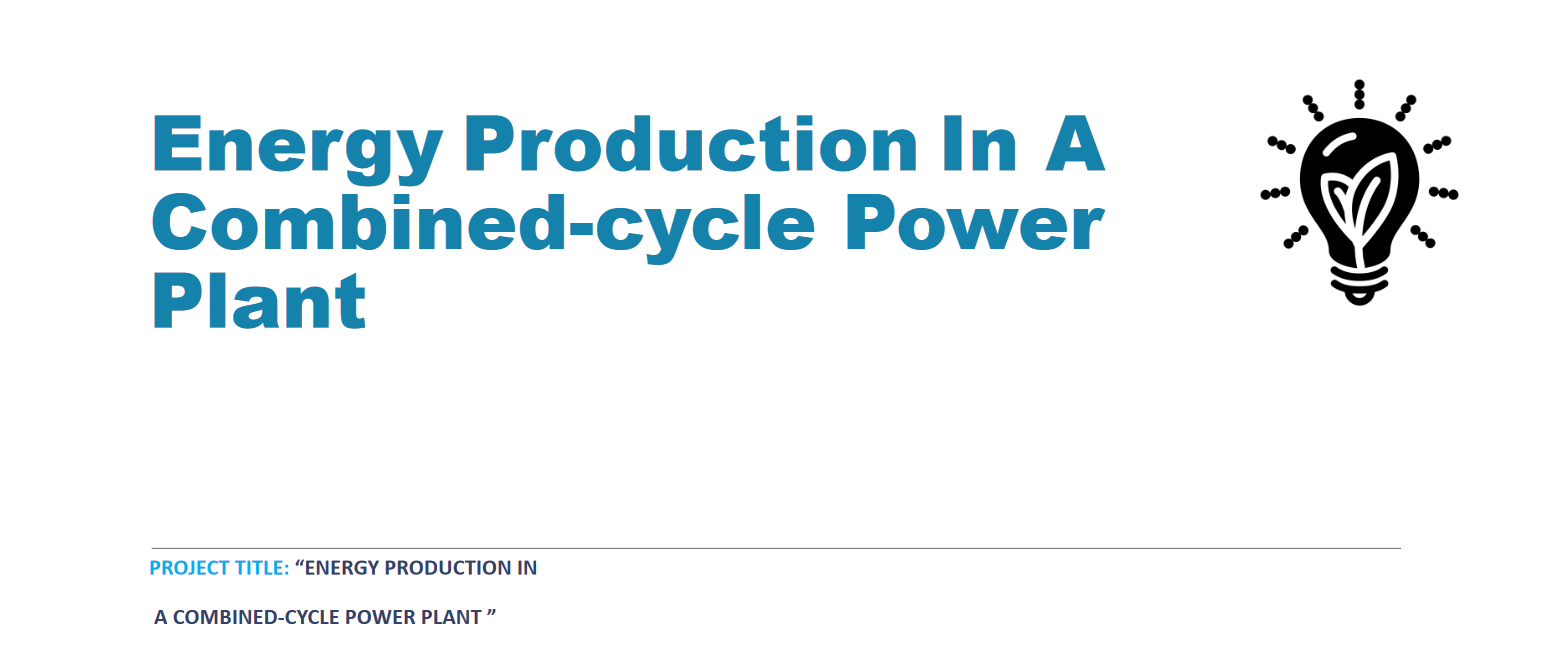 Energy Production In A
Combined-cycle Power
Plant
PROJECT TITLE: “ENERGY PRODUCTION IN
A COMBINED-CYCLE POWER PLANT ”